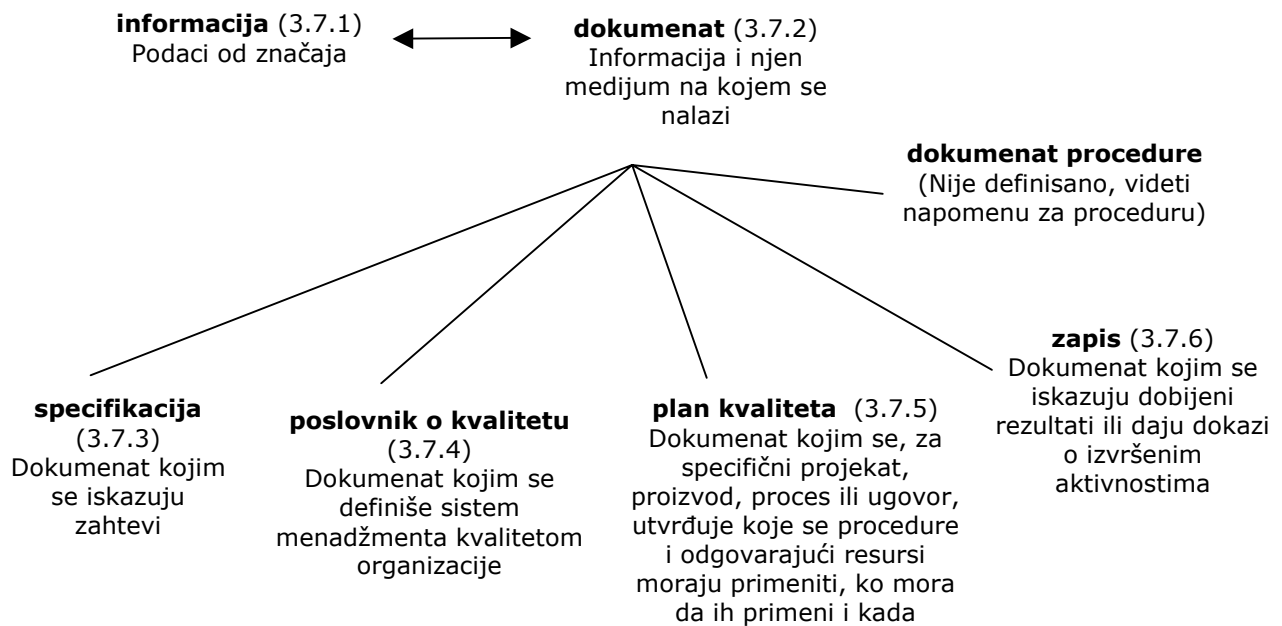 informacija (3.7.1)
Podaci od značaja
dokumenat (3.7.2)
Informacija i njen
medijum na kojem se
nalazi
dokumenat procedure
(Nije definisano, videti
napomenu za proceduru)
specifikacija
(3.7.3)
Dokumenat kojim
se iskazuju
zahtevi
poslovnik o kvalitetu
(3.7.4)
Dokumenat kojim se
definiše sistem
menadžmenta kvalitetom
organizacije
plan kvaliteta (3.7.5)
Dokumenat kojim se, za
specifični projekat,
proizvod, proces ili ugovor,
utvrđuje koje se procedure
i odgovarajući resursi
moraju primeniti, ko mora
da ih primeni i kada
zapis (3.7.6)
Dokumenat kojim se
iskazuju dobijeni
rezultati ili daju dokazi
o izvršenim
aktivnostima